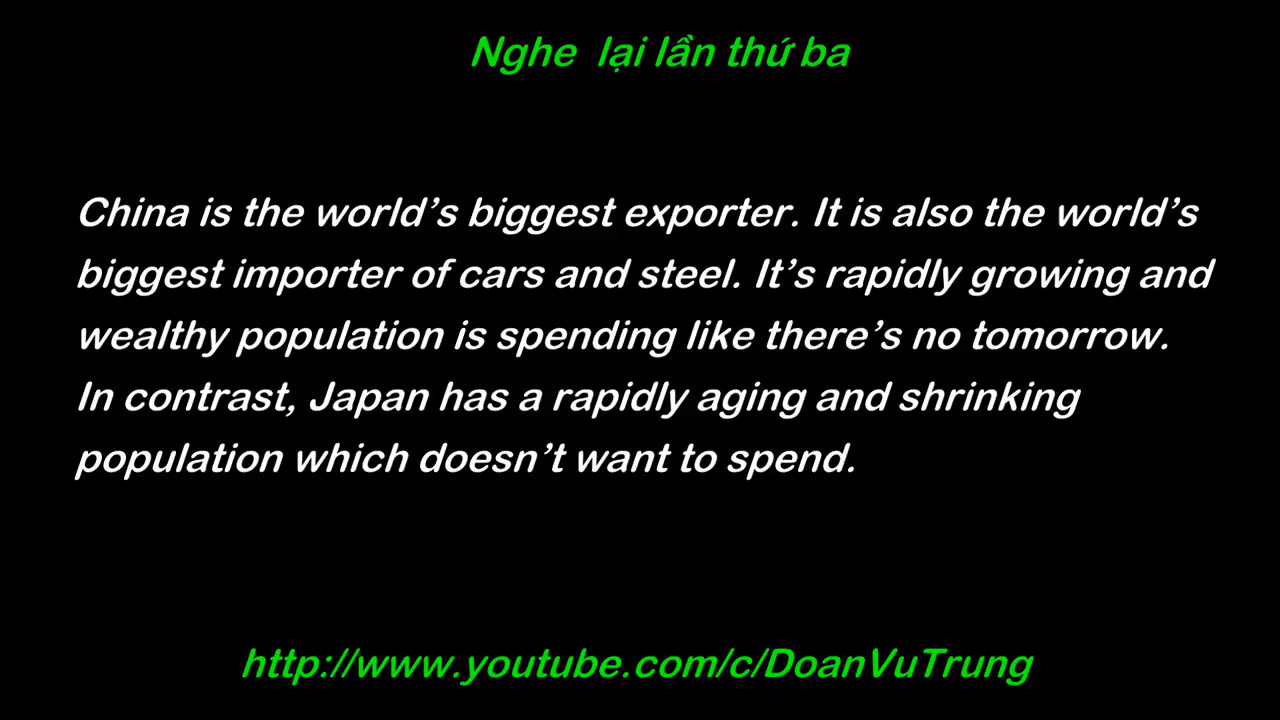 Nghe lại lần thứ ba
China is the world’s biggest exporter. It is also the world’s
biggest importer of cars and steel. It’s rapidly growing and
wealthy population is spending like there’s no tomorrow.
In contrast, Japan has a rapidly aging and shrinking
population which doesn’t want to spend.
http://www.youtube.com/c/DoanVuTrung